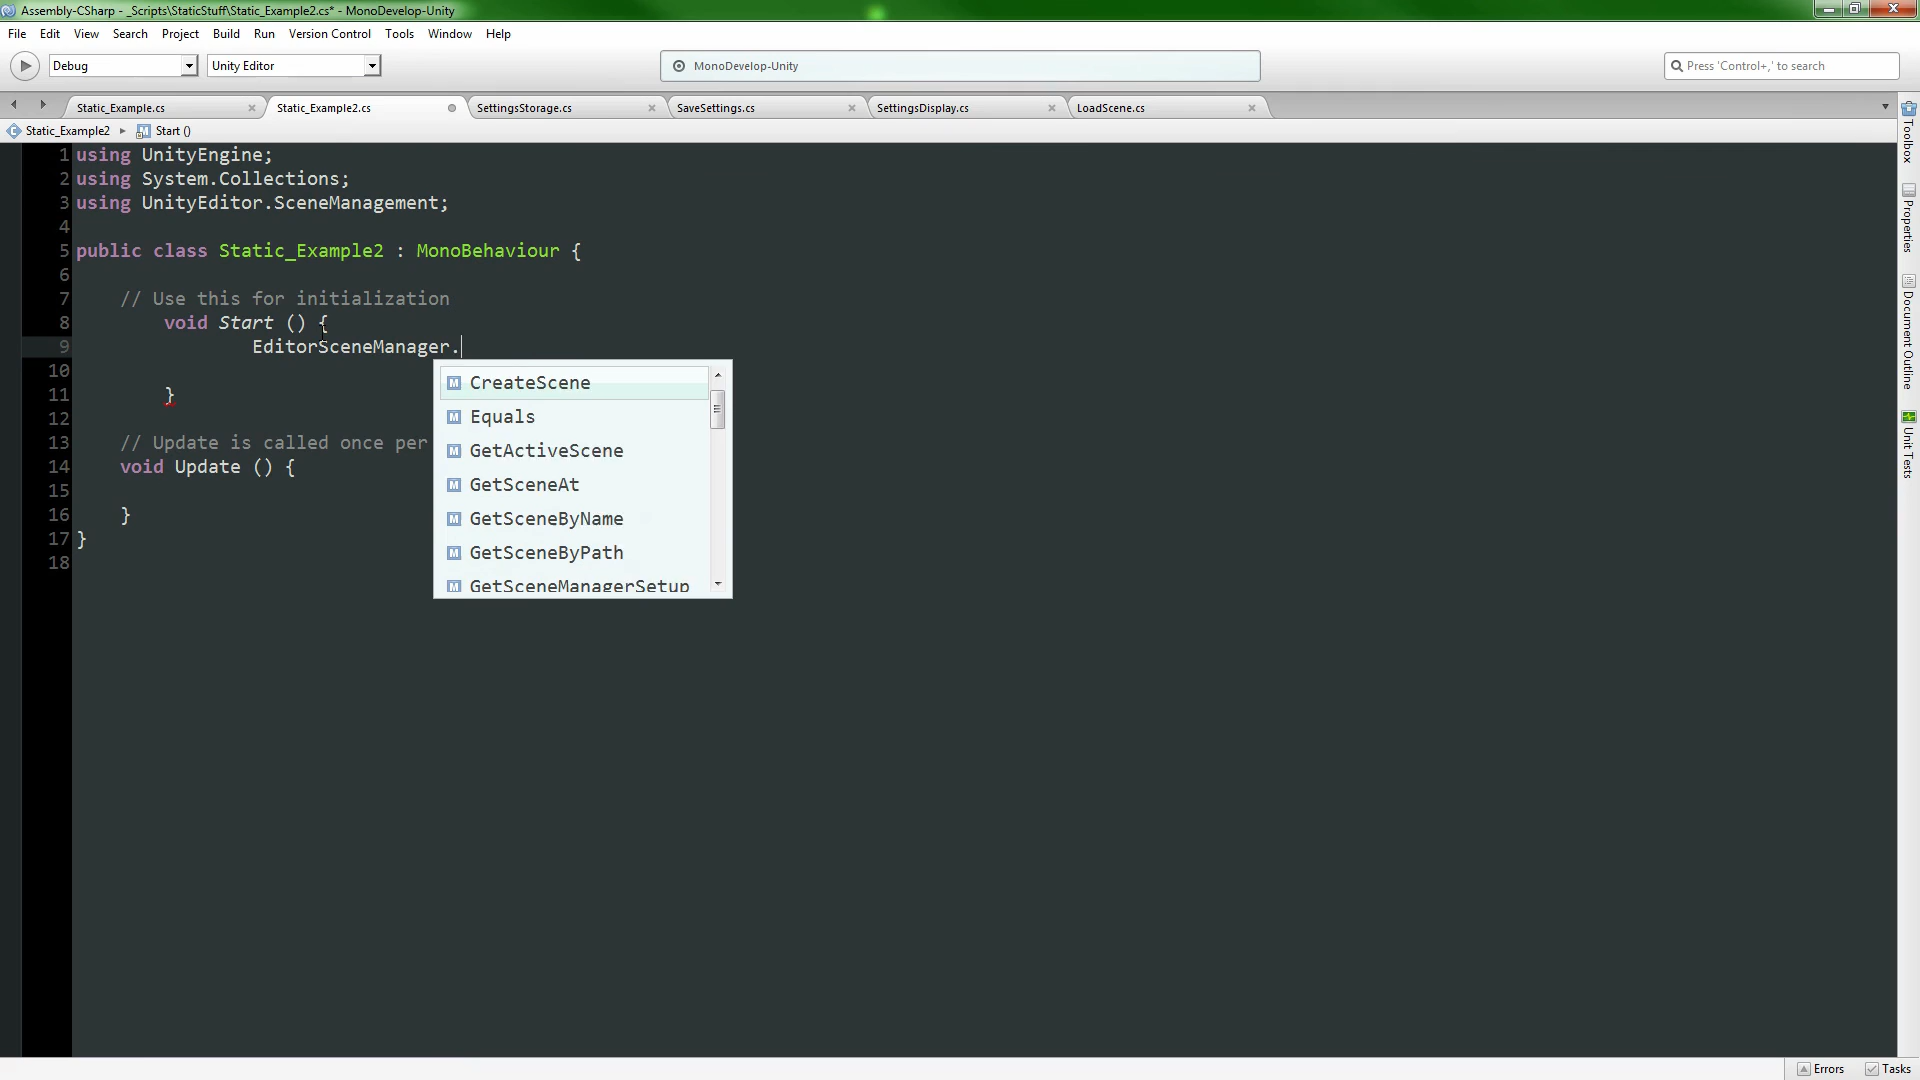 Assembly-CSharp - _Scripts\StaticStuff\Static_Example2.cs* - MonoDevelop-Unity
File Edit View Search Project Build Run Version Control Tools Window Help
Debug Unity Editor MonoDevelop-Unity Press 'Control+,' to search
Static_Example.cs Static_Example2.cs SettingsStorage.cs SaveSettings.cs SettingsDisplay.cs LoadScene.cs
Static_Example2 Start ()
1 using UnityEngine;
2 using System.Collections;
3 using UnityEditor.SceneManagement;
4
5 public class Static_Example2 : MonoBehaviour {
6
7 // Use this for initialization
8 void Start () {
9 EditorSceneManager.
10
11 }
12
13 // Update is called once per
14 void Update () {
15
16 }
17 }
18
CreateScene
Equals
GetActiveScene
GetSceneAt
GetSceneByName
GetSceneByPath
GetSceneManagerSetup
Toolbox
Properties
Document Outline
Unit Tests
Errors Tasks